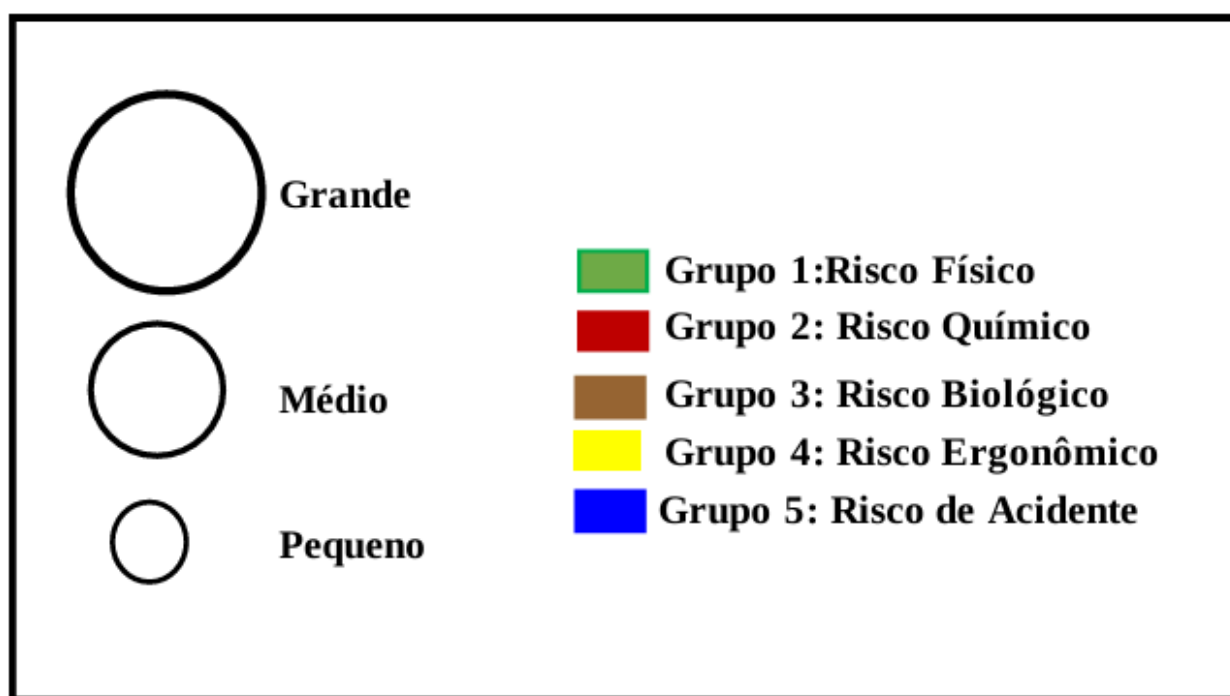 Grande
Médio
Pequeno
Grupo 1:Risco Físico
Grupo 2: Risco Químico
Grupo 3: Risco Biológico
Grupo 4: Risco Ergonômico
Grupo 5: Risco de Acidente